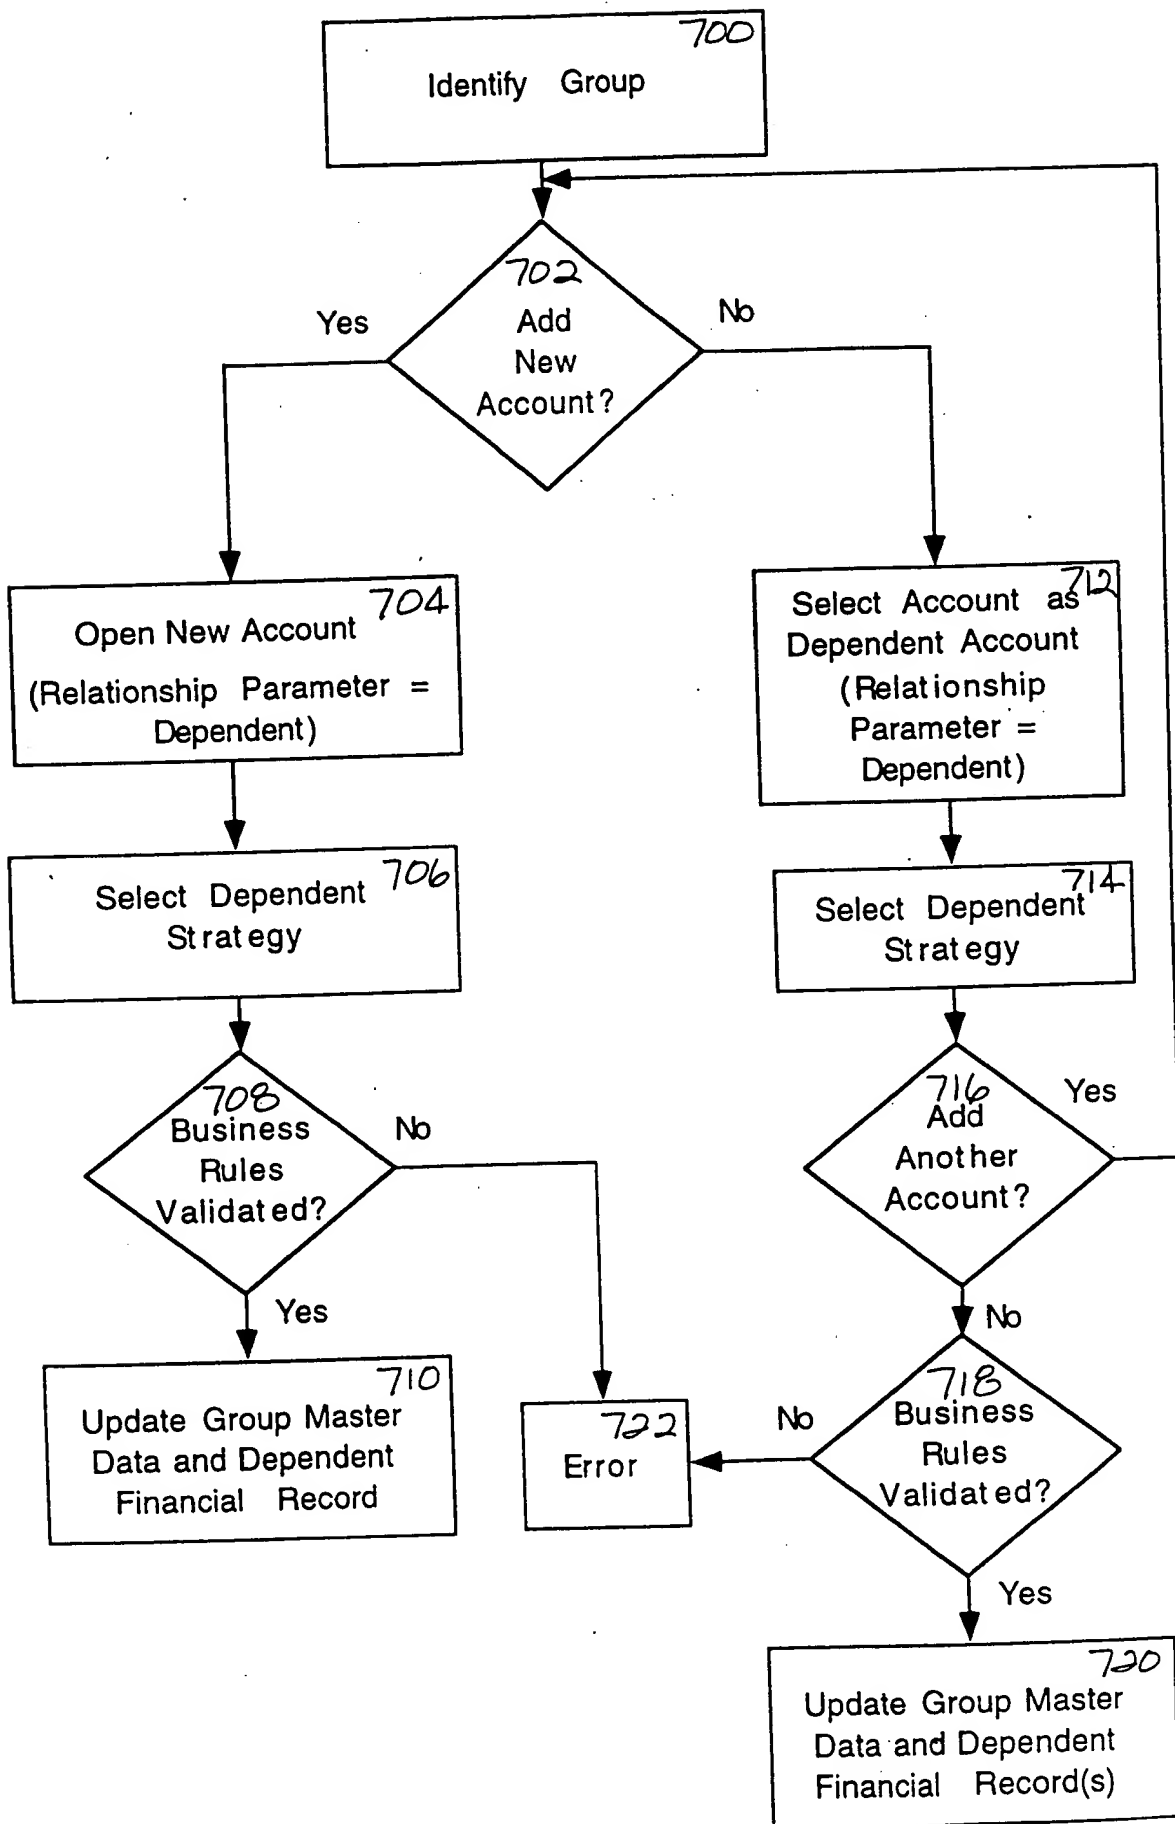 700
Identify Group
702
Add
New
Account?
Yes
No
704
Open New Account
(Relationship Parameter =
Dependent)
712
Select Account as
Dependent Account
(Relationship
Parameter =
Dependent)
706
Select Dependent
Strategy
714
Select Dependent
Strategy
708
Business
Rules
Validated?
No
Yes
716
Add
Another
Account?
Yes
No
710
Update Group Master
Data and Dependent
Financial Record
722
Error
No
718
Business
Rules
Validated?
Yes
720
Update Group Master
Data and Dependent
Financial Record(s)